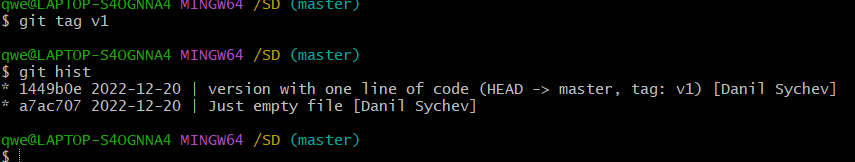 qwe@LAPTOP-S4OGNNA4 MINGW64 /SD (master)
$ git tag v1
qwe@LAPTOP-S4OGNNA4 MINGW64 /SD (master)
$ git hist
* 1449b0e 2022-12-20 | version with one line of code (HEAD -> master, tag: v1) [Danil Sychev]
* a7ac707 2022-12-20 | Just empty file [Danil Sychev]
qwe@LAPTOP-S4OGNNA4 MINGW64 /SD (master)
$